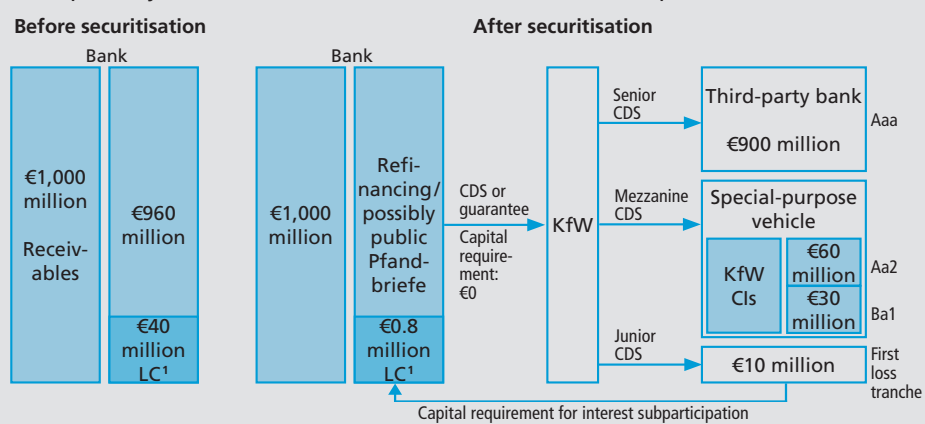 Before securitisation
After securitisation
Bank
€1,000
million
Receiv-
ables
€960
million
€40
million
LC¹
Bank
€1,000
million
Refi-
nancing/
possibly
public
Pfand-
briefe
€0.8
million
LC¹
CDS or
guarantee
Capital
require-
ment:
€0
KfW
Senior
CDS
Third-party bank
€900 million
Aaa
Mezzanine
CDS
Special-purpose
vehicle
KfW
CIs
€60
million
Aa2
€30
million
Ba1
Junior
CDS
€10 million
First
loss
tranche
Capital requirement for interest subparticipation